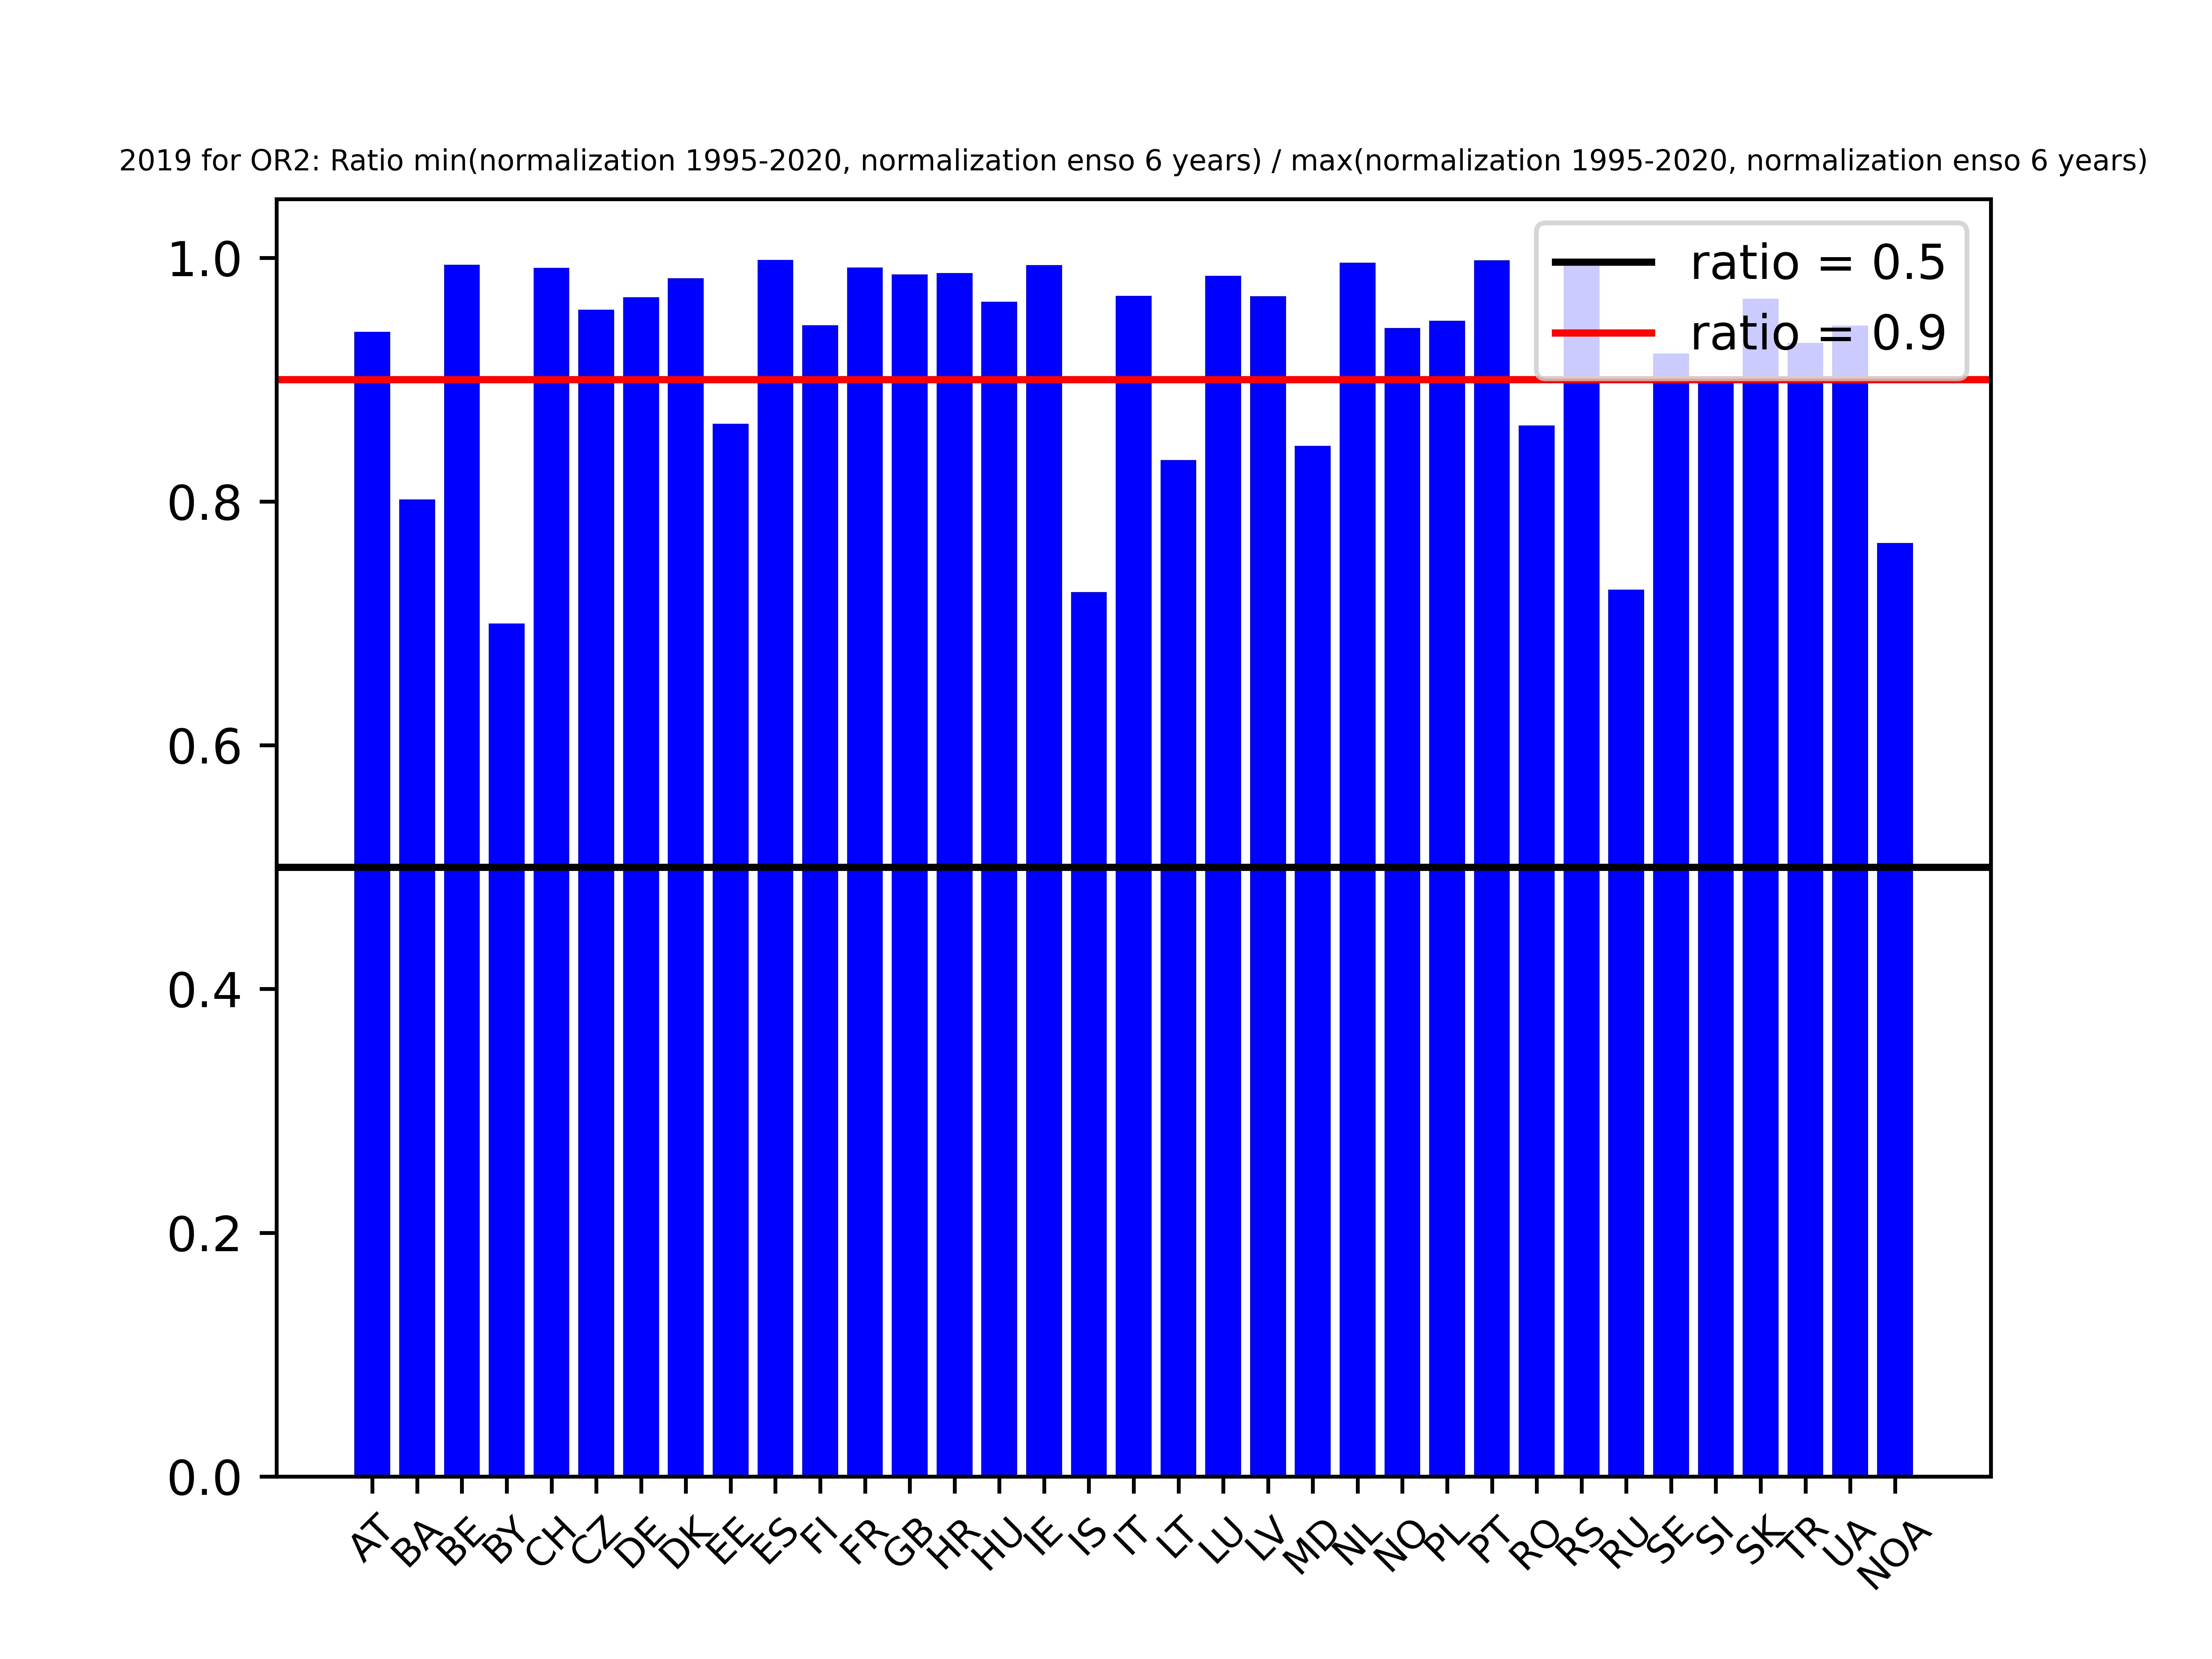 2019 for OR2: Ratio min(normalization 1995-2020, normalization enso 6 years) / max(normalization 1995-2020, normalization enso 6 years)
ratio = 0.5
ratio = 0.9
1.0
0.8
0.6
0.4
0.2
0.0
AT BA BE BY CH CZ DE DK EE ES FI FR GB HR HU IE IS IT LT LU LV MD NL NO PL PT RO RS RU SE SI SK TR UA NOA